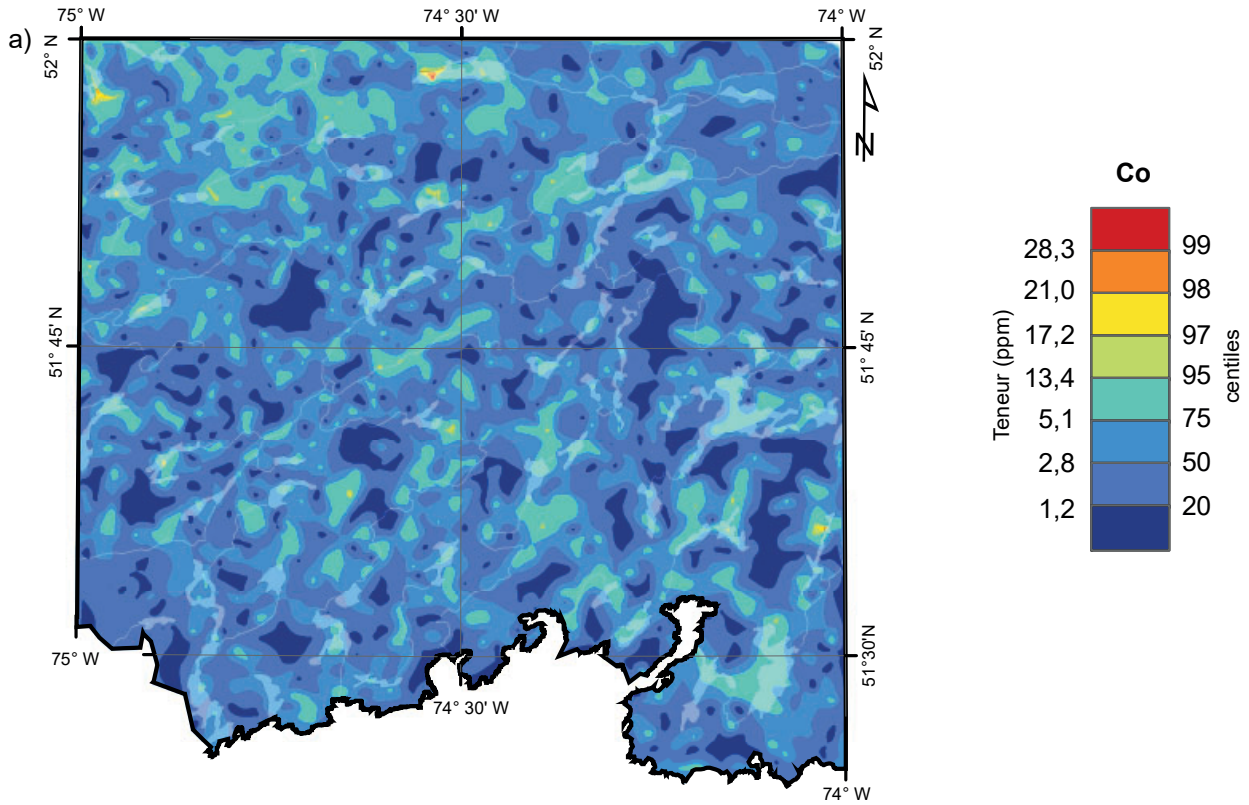 75° W
74° 30' W
74° W
a)
52° N
52° N
N
51° 45' N
51° 45' N
75° W
51° 30'N
74° 30' W
74° W
Co
Teneur (ppm)
centiles
28,3
99
21,0
98
17,2
97
13,4
95
5,1
75
2,8
50
1,2
20